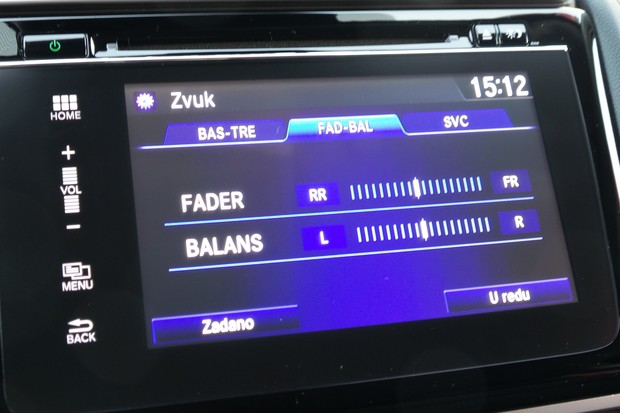 Zvuk 15:12
HOME
BAS-TRE FAD-BAL SVC
+
VOL
-
FADER RR FR
BALANS L R
MENU
Zadano U redu
BACK